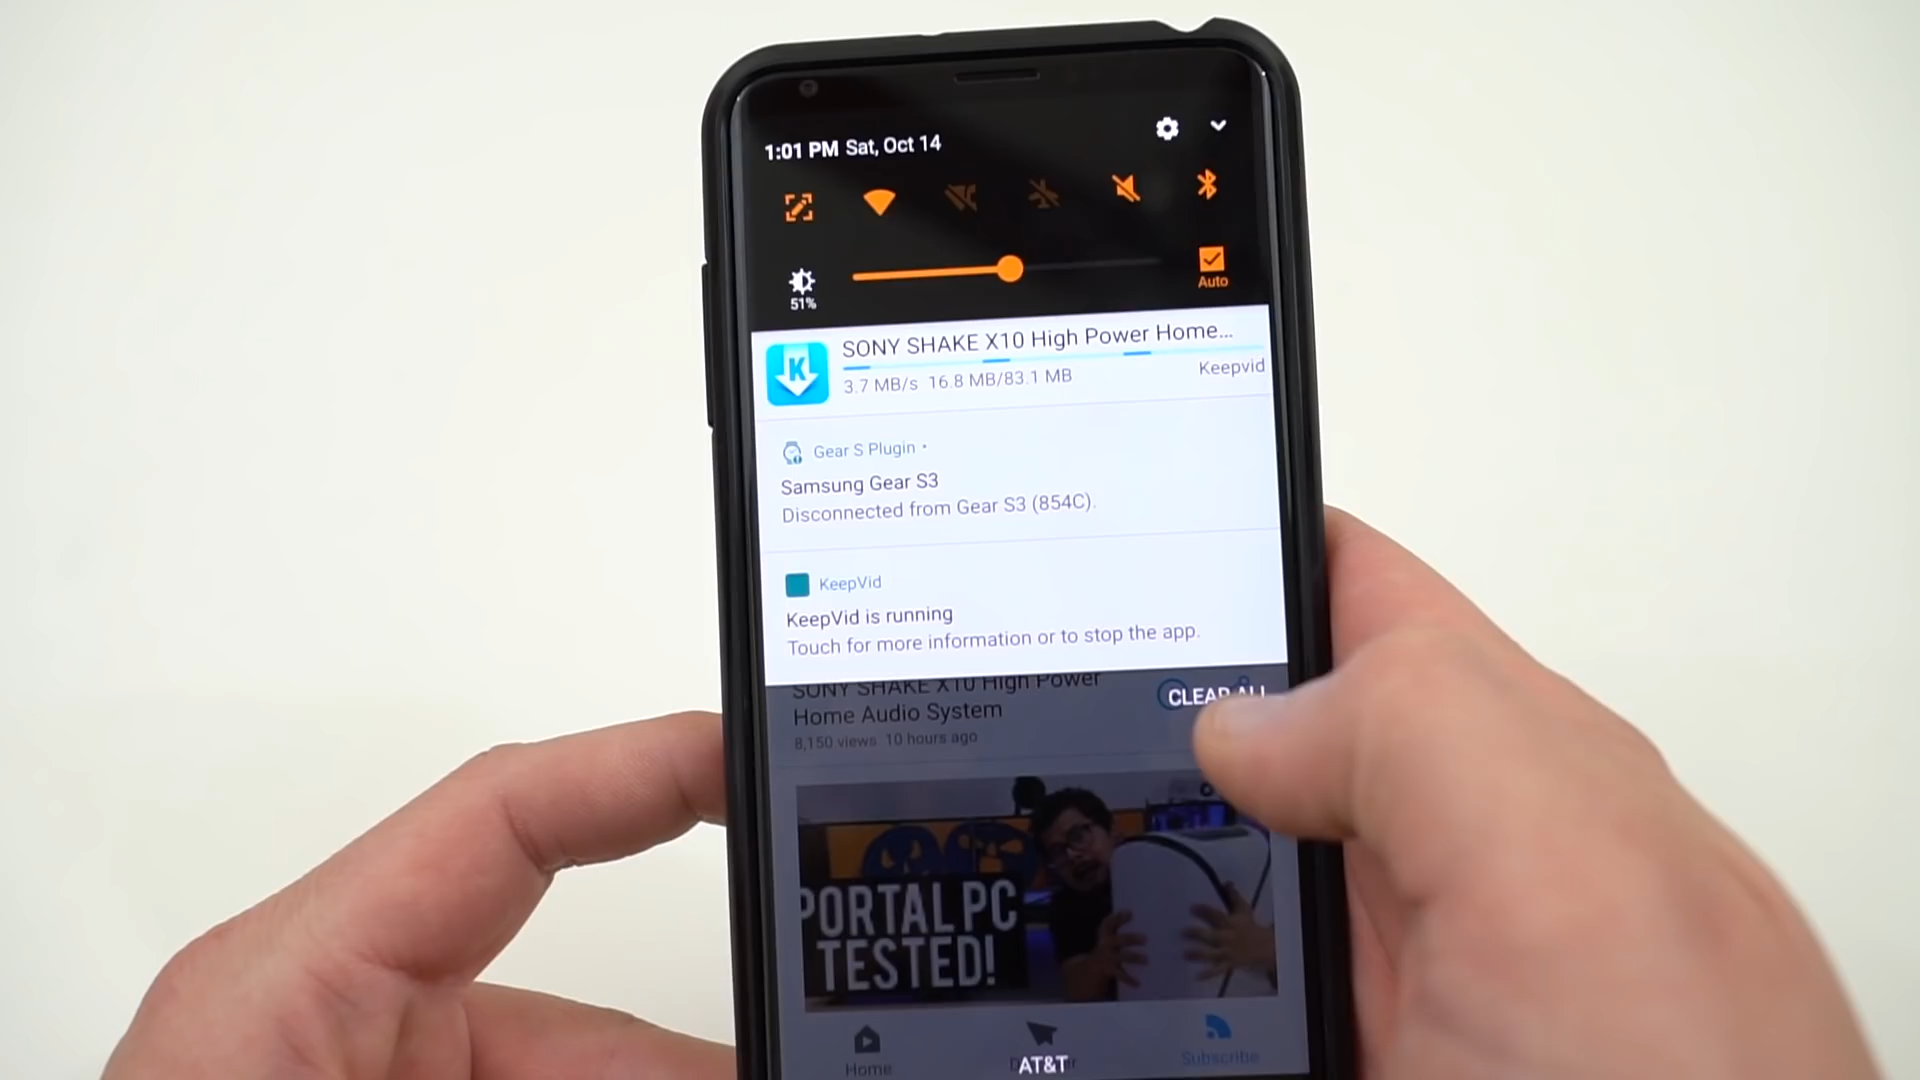 1:01 PM Sat, Oct 14
51%
Auto
K
SONY SHAKE X10 High Power Home...
3.7 MB/s 16.8 MB/83.1 MB
Keepvid
Gear S Plugin •
Samsung Gear S3
Disconnected from Gear S3 (854C).
KeepVid
KeepVid is running
Touch for more information or to stop the app.
SONY SHAKE X10 High Power
Home Audio System
CLEAR ALL
8,150 views 10 hours ago
PORTAL PC
TESTED!
Home
AT&T
Subscribe